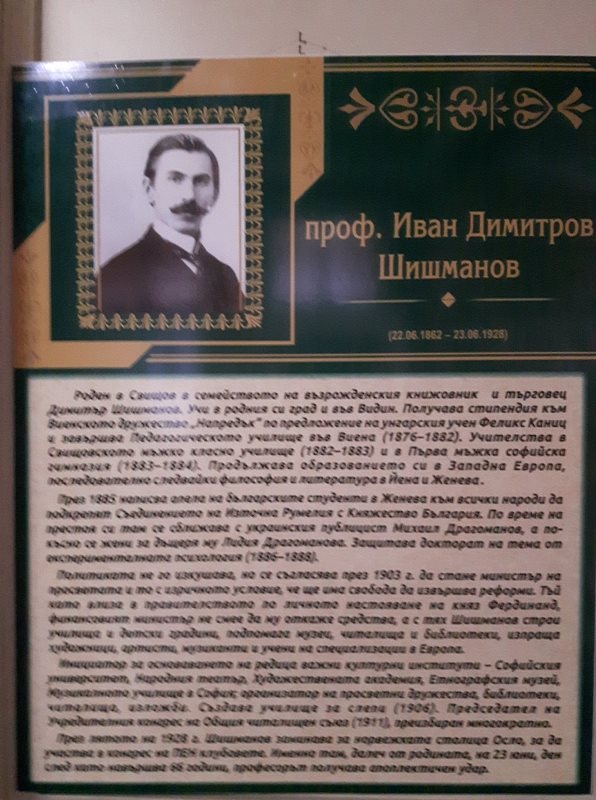 проф. Иван Димитров
Шишманов
(22.06.1862 – 23.06.1928)
Роден в Свищов в семейството на възрожденския книжовник и търговец
Димитър Шишманов. Учи в родния си град и във Видин. Получава стипендия към
Виенското дружество „Напредък" по предложение на унгарския учен Феликс Каниц
и завършва Педагогическото училище във Виена (1876–1882). Учителства в
Свищовското мъжко класно училище (1882–1883) и в Първа мъжка софийска
гимназия (1883–1884). Продължава образованието си в Западна Европа,
последователно следвайки философия и литература в Йена и Женева.
През 1885 написва апела на българските студенти в Женева към всички народи да
подкрепят Съединението на Източна Румелия с Княжество България. По време на
престоя си там се сближава с украинския публицист Михаил Драгоманов, а по-
късно се жени за дъщеря му Лидия Драгоманова. Защитава докторат на тема от
експерименталната психология (1886–1888).
Политиката не го изкушава, но се съгласява през 1903 г. да стане министър на
просветата и то с изричното условие, че ще има свобода да извършва реформи. Тъй
като влиза в правителството по личното настояване на княз Фердинанд,
финансовият министър не смее да му откаже средства, а с тях Шишманов строи
училища и детски градини, подпомага музеи, читалища и библиотеки, изпраща
художници, артисти, музиканти и учени на специализации в Европа.
Инициатор за основаването на редица важни културни институти – Софийския
университет, Народния театър, Художествената академия, Етнографския музей,
Музикалното училище в София; организатор на просветни дружества, библиотеки,
читалища, изложби. Създава училище за слепи (1906). Председател на
Учредителния конгрес на Общия читалищен съюз (1911), преизбиран многократно.
През лятото на 1928 г. Шишманов заминава за норвежката столица Осло, за да
участва в конгрес на ПЕН клубовете. Именно там, далеч от родината, на 23 юни, ден
след като навършва 66 години, професорът получава апоплектичен удар.